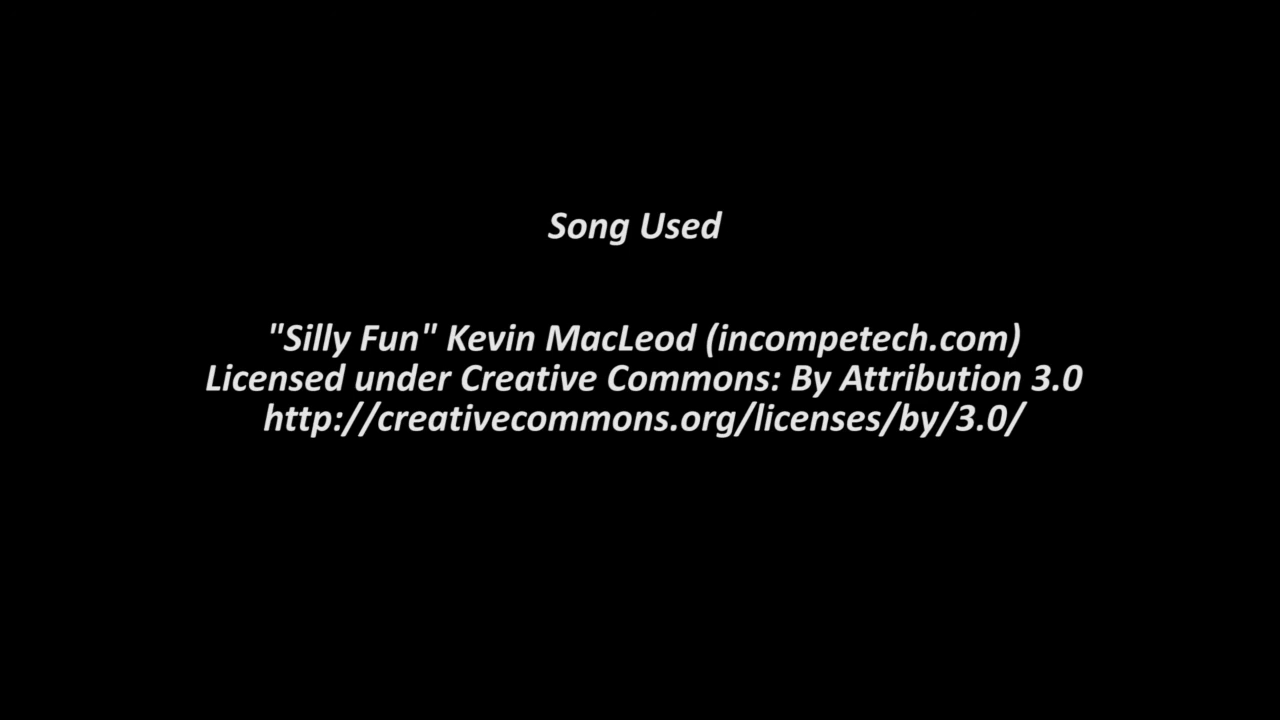 Song Used
"Silly Fun" Kevin MacLeod (incompetech.com)
Licensed under Creative Commons: By Attribution 3.0
http://creativecommons.org/licenses/by/3.0/